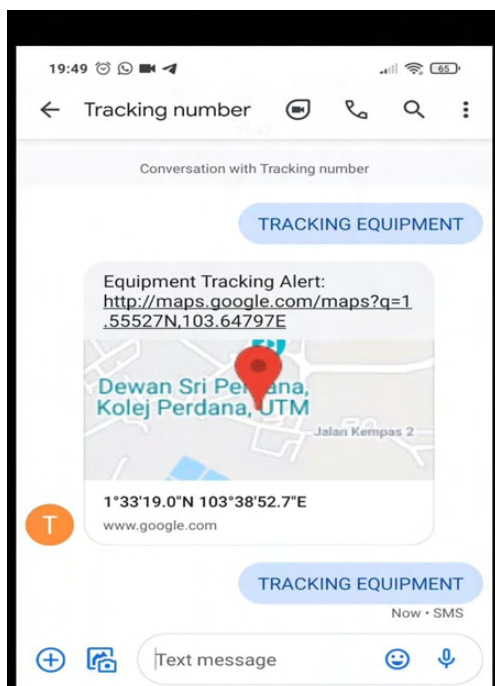 19:49
65
Tracking number
Conversation with Tracking number
TRACKING EQUIPMENT
Equipment Tracking Alert:
http://maps.google.com/maps?q=1
.55527N,103.64797E
Dewan Sri Perdana,
Kolej Perdana, UTM
Jalan Kempas 2
1°33'19.0"N 103°38'52.7"E
www.google.com
T
TRACKING EQUIPMENT
Now • SMS
Text message